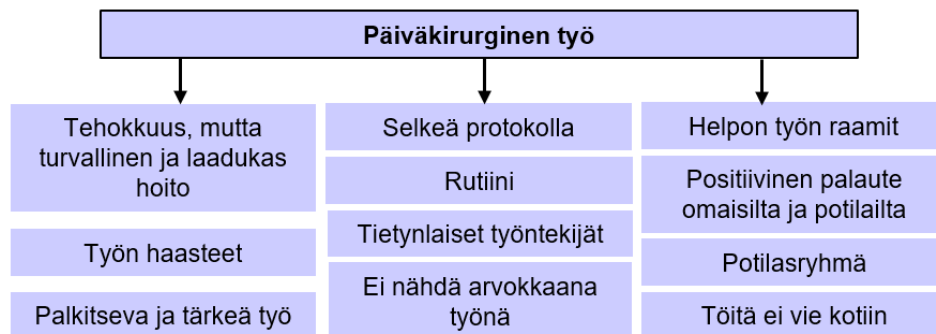 Päiväkirurginen työ
Tehokkuus, mutta
turvallinen ja laadukas
hoito
Työn haasteet
Palkitseva ja tärkeä työ
Selkeä protokolla
Rutiini
Tietynlaiset työntekijät
Ei nähdä arvokkaana
työnä
Helpon työn raamit
Positiivinen palaute
omaisilta ja potilailta
Potilasryhmä
Töitä ei vie kotiin